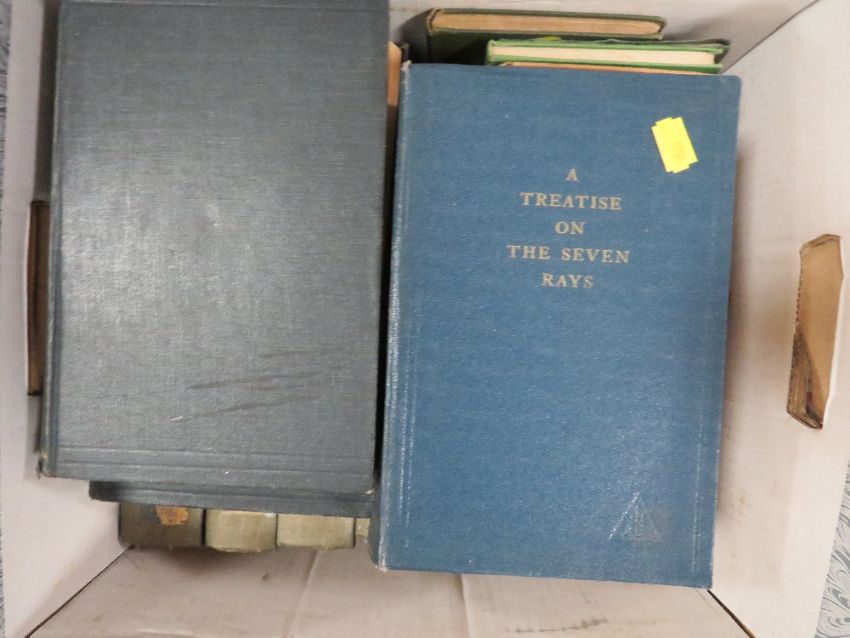 A
TREATISE
ON
THE SEVEN
RAYS